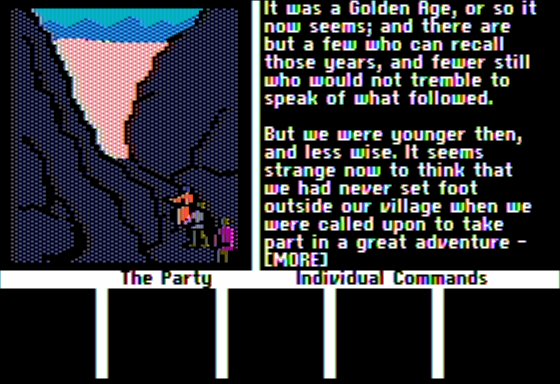 It was a Golden Age, or so it
now seems; and there are
but a few who can recall
those years, and fewer still
who would not tremble to
speak of what followed.
But we were younger then,
and less wise. It seems
strange now to think that
we had never set foot
outside our village when we
were called upon to take
part in a great adventure -
[MORE]
The Party
Individual Commands